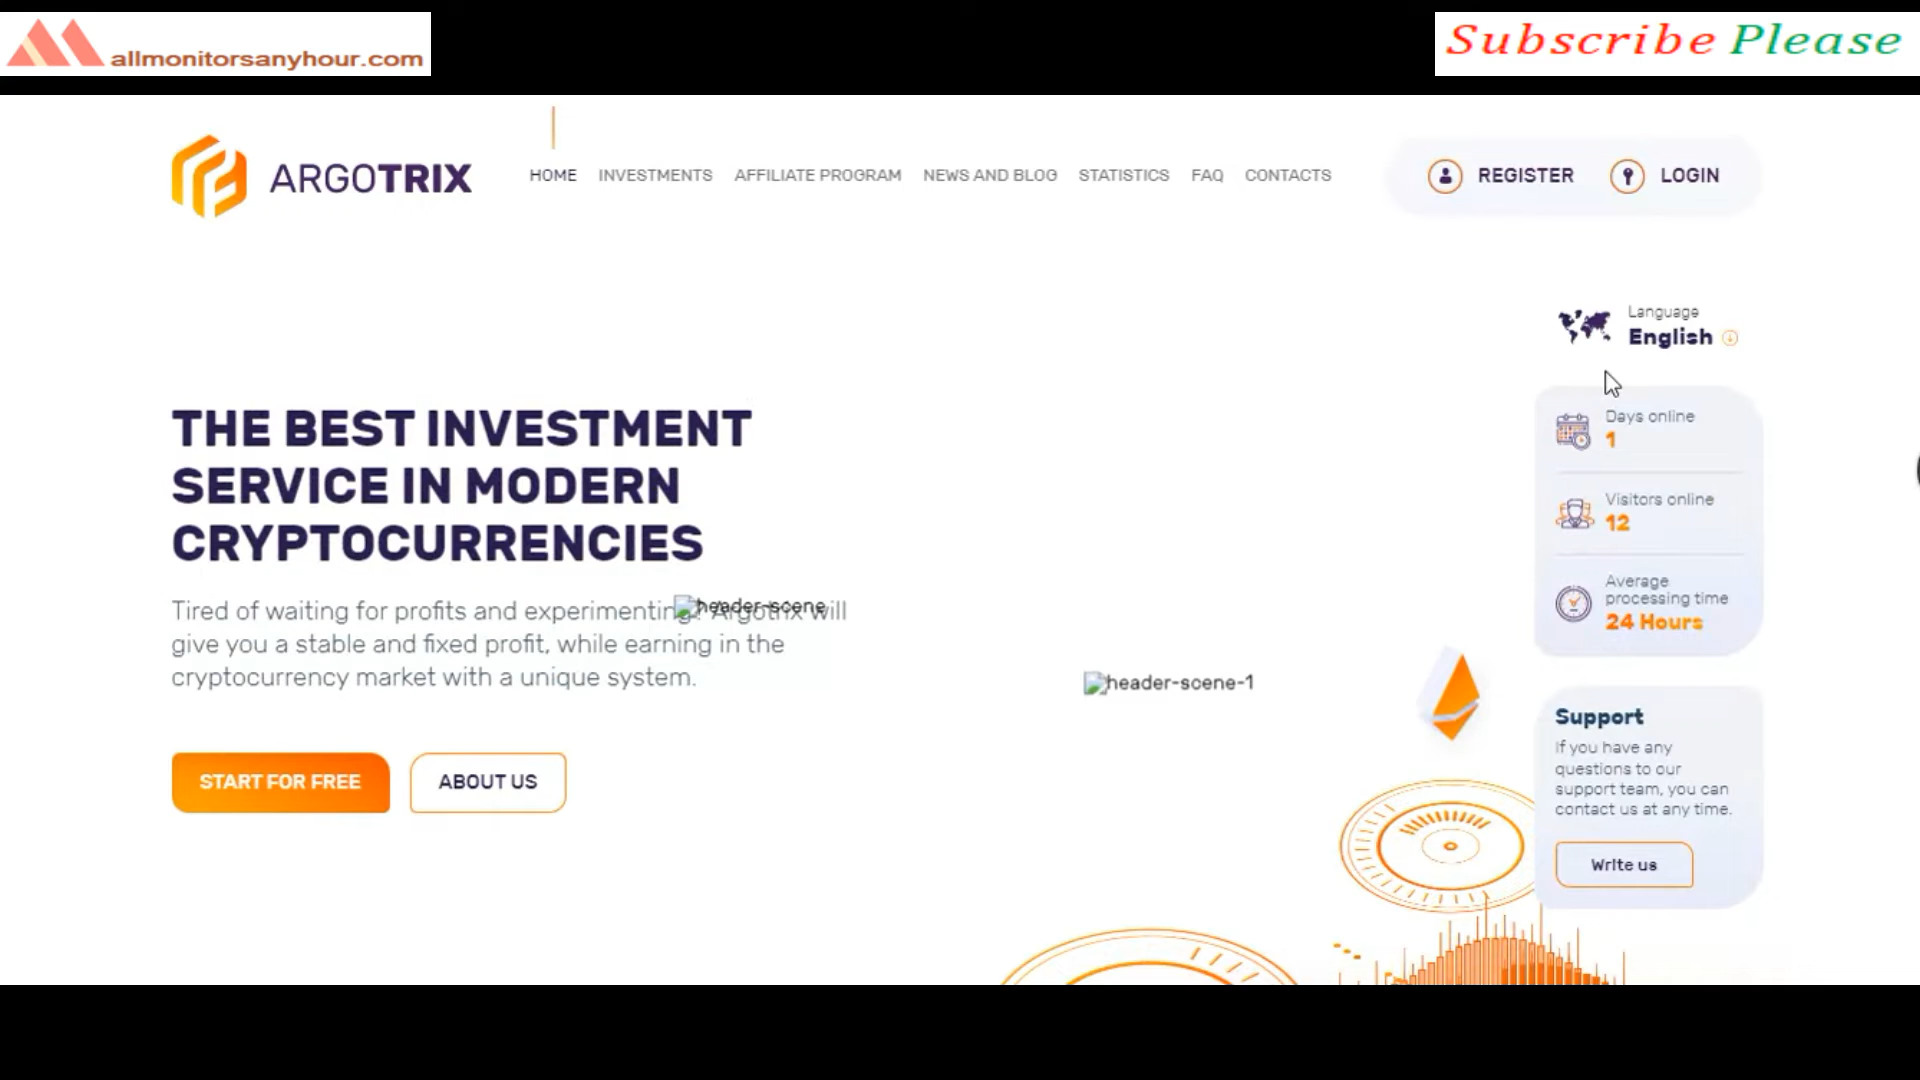 allmonitorsanyhour.com
Subscribe Please
ARGOTRIX
HOME INVESTMENTS AFFILIATE PROGRAM NEWS AND BLOG STATISTICS FAQ CONTACTS
REGISTER LOGIN
Language
English
THE BEST INVESTMENT
SERVICE IN MODERN
CRYPTOCURRENCIES
Tired of waiting for profits and experimenting? Argotrix will
give you a stable and fixed profit, while earning in the
cryptocurrency market with a unique system.
header-scene
header-scene-1
START FOR FREE
ABOUT US
Days online
1
Visitors online
12
Average
processing time
24 Hours
Support
If you have any
questions to our
support team, you can
contact us at any time.
Write us